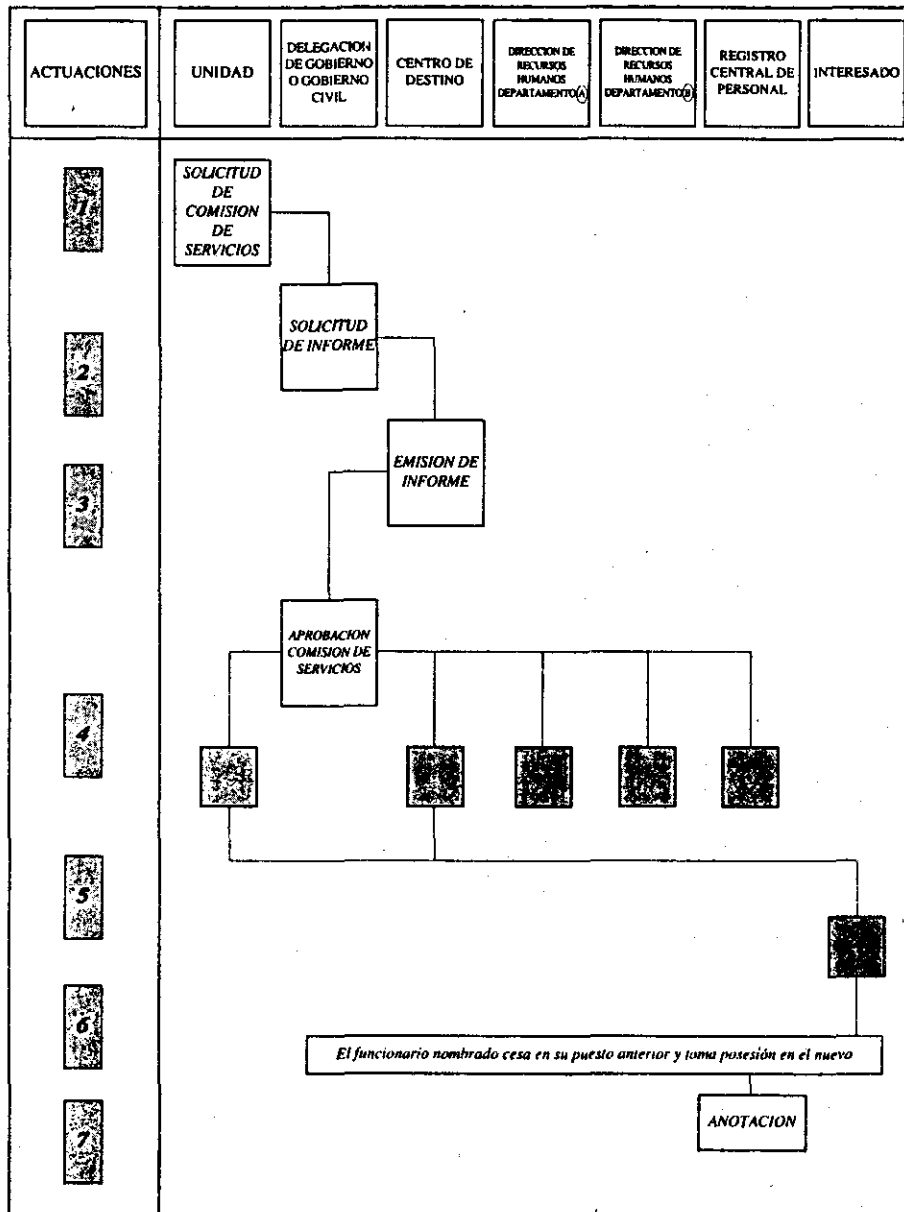 ACTUACIONES
UNIDAD
DELEGACION
DE GOBIERNO
O GOBIERNO
CIVIL
CENTRO DE
DESTINO
DIRECCION DE
RECURSOS
HUMANOS
DEPARTAMENTO A
DIRECCION DE
RECURSOS
HUMANOS
DEPARTAMENTO B
REGISTRO
CENTRAL DE
PERSONAL
INTERESADO
1
SOLICITUD
DE
COMISION
DE
SERVICIOS
SOLICITUD
DE INFORME
2
EMISION DE
INFORME
3
APROBACION
COMISION DE
SERVICIOS
4
5
6
El funcionario nombrado cesa en su puesto anterior y toma posesión en el nuevo
ANOTACION
7